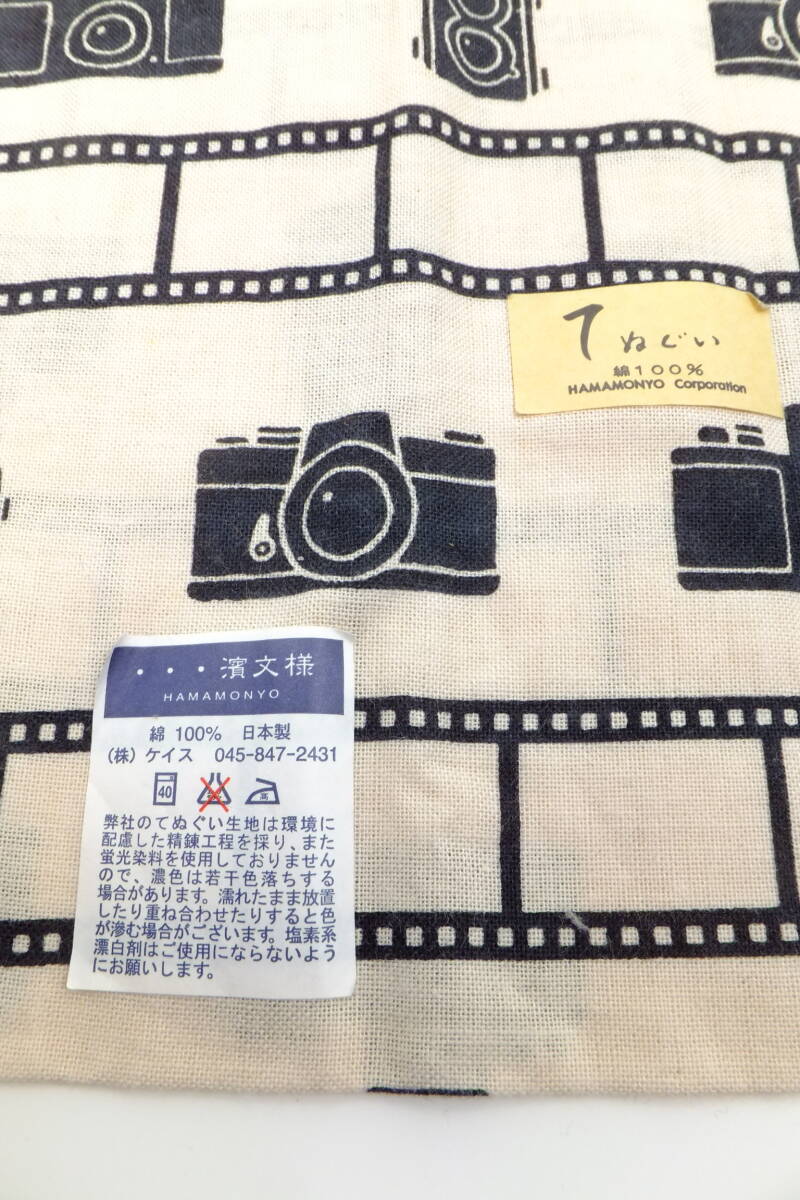 てぬぐい
綿100%
HAMAMONYO Corporation
・・・濱文様
HAMAMONYO
綿 100% 日本製
(株) ケイス 045-847-2431
40 高
弊社のてぬぐい生地は環境に
配慮した精錬工程を採り、また
蛍光染料を使用しておりません
ので、濃色は若干色落ちする
場合があります。濡れたまま放置
したり重ね合わせたりすると色
が滲む場合がございます。塩素系
漂白剤はご使用にならないよう
にお願いします。